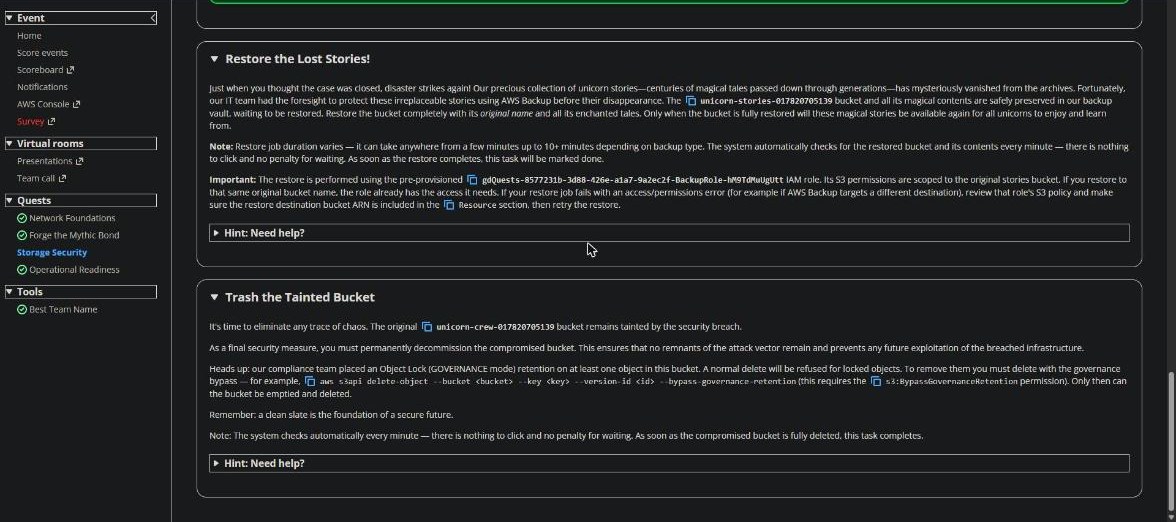 Event
Home
Score events
Scoreboard
Notifications
AWS Console
Survey
Virtual rooms
Presentations
Team call
Quests
Network Foundations
Forge the Mythic Bond
Storage Security
Operational Readiness
Tools
Best Team Name
Restore the Lost Stories!
Just when you thought the case was closed, disaster strikes again! Our precious collection of unicorn stories—centuries of magical tales passed down through generations—has mysteriously vanished from the archives. Fortunately,
our IT team had the foresight to protect these irreplaceable stories using AWS Backup before their disappearance. The unicorn-stories-017820705139 bucket and all its magical contents are safely preserved in our backup
vault, waiting to be restored. Restore the bucket completely with its original name and all its enchanted tales. Only when the bucket is fully restored will these magical stories be available again for all unicorns to enjoy and learn
from.
Note: Restore job duration varies — it can take anywhere from a few minutes up to 10+ minutes depending on backup type. The system automatically checks for the restored bucket and its contents every minute — there is nothing
to click and no penalty for waiting. As soon as the restore completes, this task will be marked done.
Important: The restore is performed using the pre-provisioned gdQuests-8577231b-3d88-426e-a1a7-9a2ec2f-BackupRole-hM9TdMuUgUtt IAM role. Its S3 permissions are scoped to the original stories bucket. If you restore to
that same original bucket name, the role already has the access it needs. If your restore job fails with an access/permissions error (for example if AWS Backup targets a different destination), review that role's S3 policy and make
sure the restore destination bucket ARN is included in the Resource section, then retry the restore.
Hint: Need help?
Trash the Tainted Bucket
It's time to eliminate any trace of chaos. The original unicorn-crew-017820705139 bucket remains tainted by the security breach.
As a final security measure, you must permanently decommission the compromised bucket. This ensures that no remnants of the attack vector remain and prevents any future exploitation of the breached infrastructure.
Heads up: our compliance team placed an Object Lock (GOVERNANCE mode) retention on at least one object in this bucket. A normal delete will be refused for locked objects. To remove them you must delete with the governance
bypass — for example, aws s3api delete-object --bucket <bucket> --key <key> --version-id <id> --bypass-governance-retention (this requires the s3:BypassGovernanceRetention permission). Only then can
the bucket be emptied and deleted.
Remember: a clean slate is the foundation of a secure future.
Note: The system checks automatically every minute — there is nothing to click and no penalty for waiting. As soon as the compromised bucket is fully deleted, this task completes.
Hint: Need help?